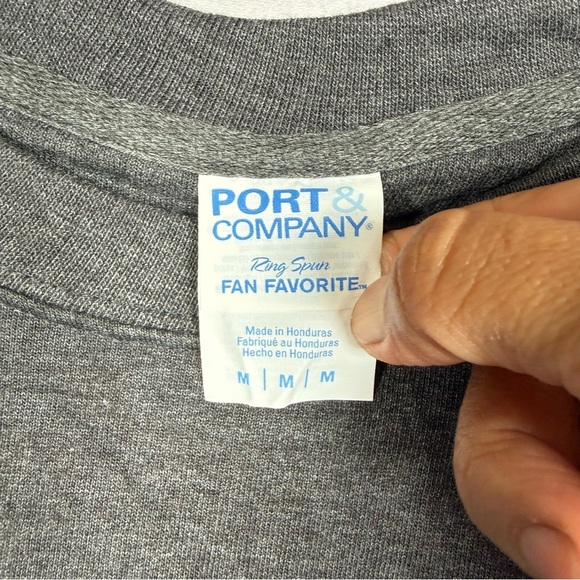 PORT &
COMPANY®
Ring Spun
FAN FAVORITE™
Made in Honduras
Fabriqué au Honduras
Hecho en Honduras
M | M | M